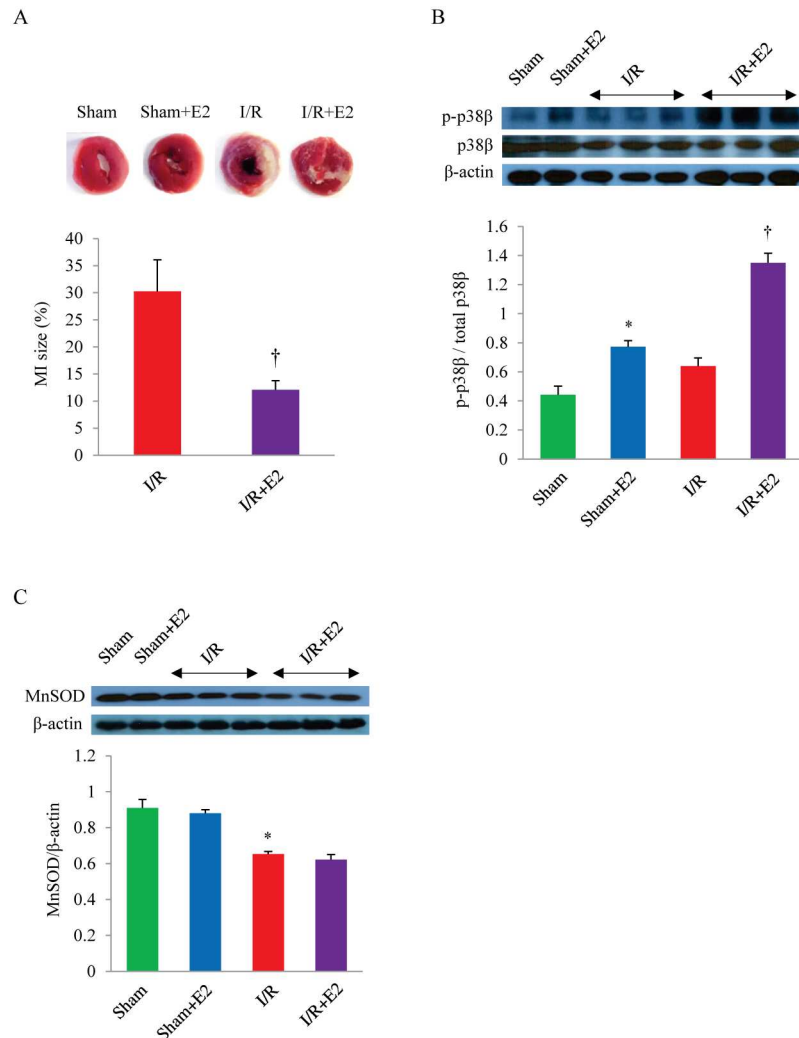 A
Sham Sham+E2 I/R I/R+E2
40
35
30
25
20
15
10
5
0
MI size (%)
†
I/R I/R+E2
B
Sham Sham+E2 I/R I/R+E2
p-p38β
p38β
β-actin
1.6
1.4
1.2
1
0.8
0.6
0.4
0.2
0
p-p38β / total p38β
*
†
Sham Sham+E2 I/R I/R+E2
C
Sham Sham+E2 I/R I/R+E2
MnSOD
β-actin
1.2
1
0.8
0.6
0.4
0.2
0
MnSOD/β-actin
*
Sham Sham+E2 I/R I/R+E2